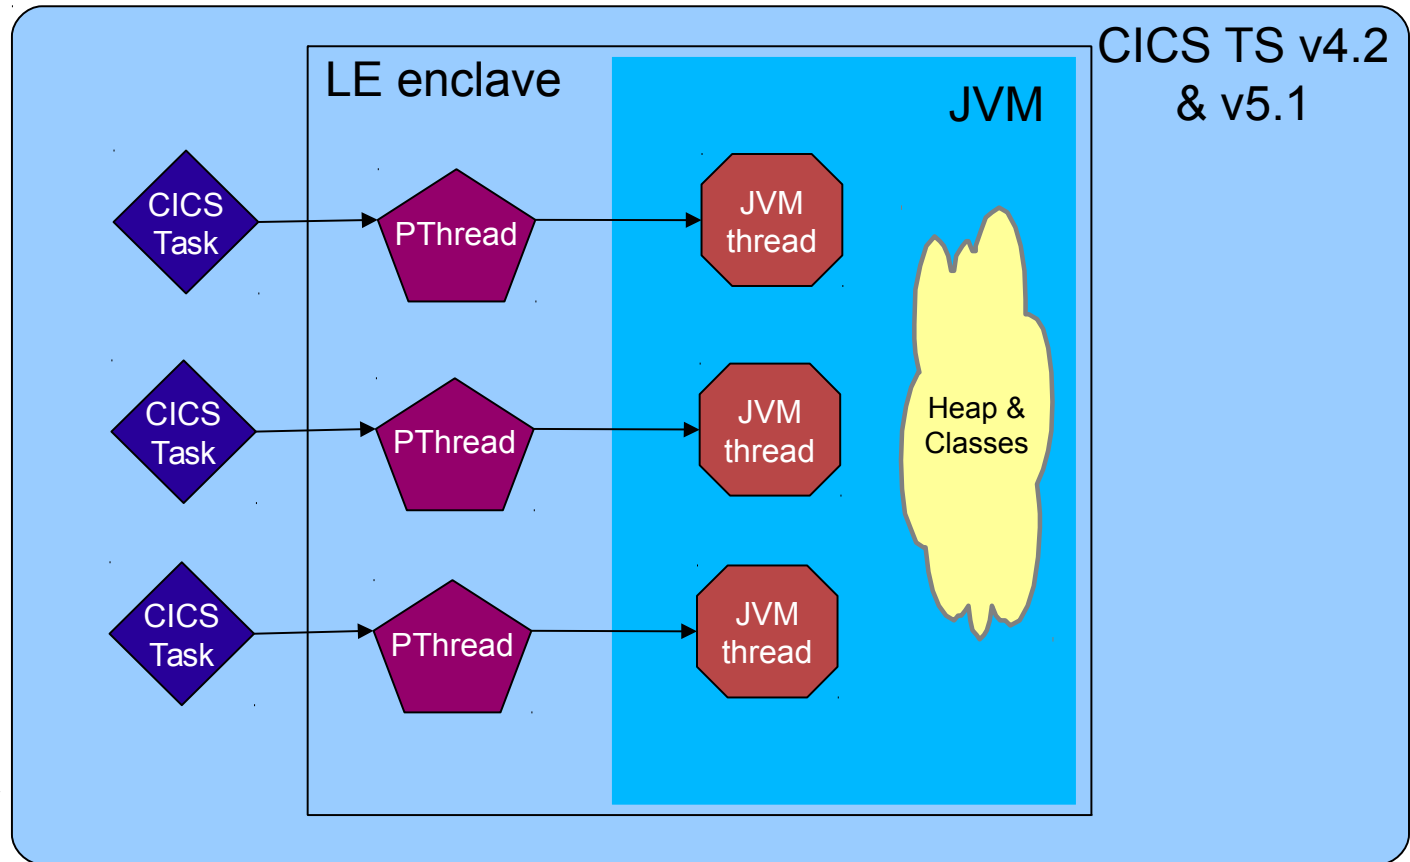 CICS TS v4.2
& v5.1
LE enclave
JVM
CICS
Task
PThread
JVM
thread
CICS
Task
PThread
JVM
thread
Heap &
Classes
CICS
Task
PThread
JVM
thread